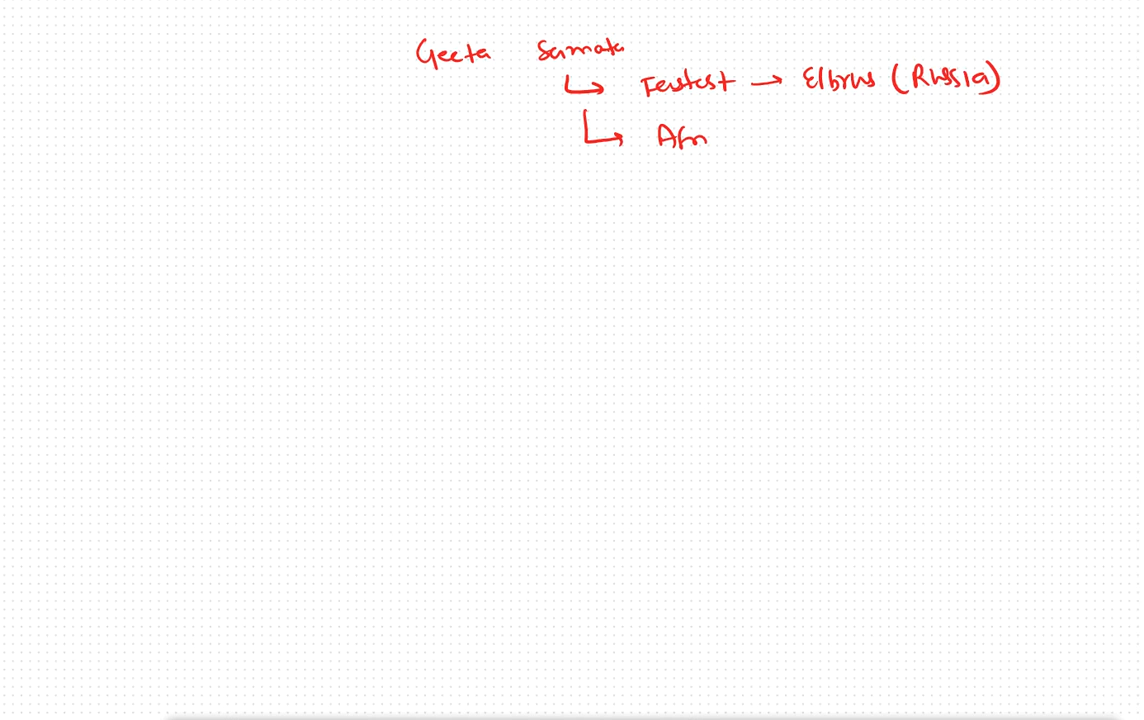 Geeta Samota
↳ Fastest → Elbrus (Russia)
↳ Afr